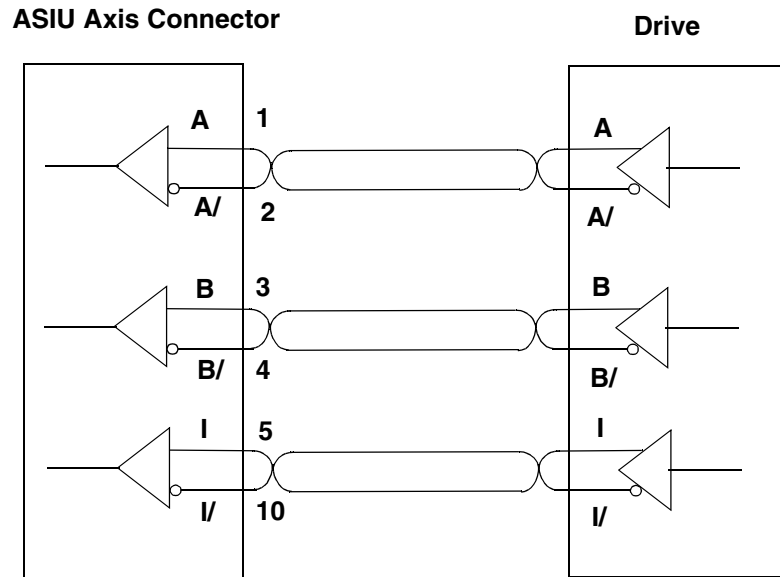 ASIU Axis Connector
Drive
A 1 A
A/ 2 A/
B 3 B
B/ 4 B/
I 5 I
I/ 10 I/